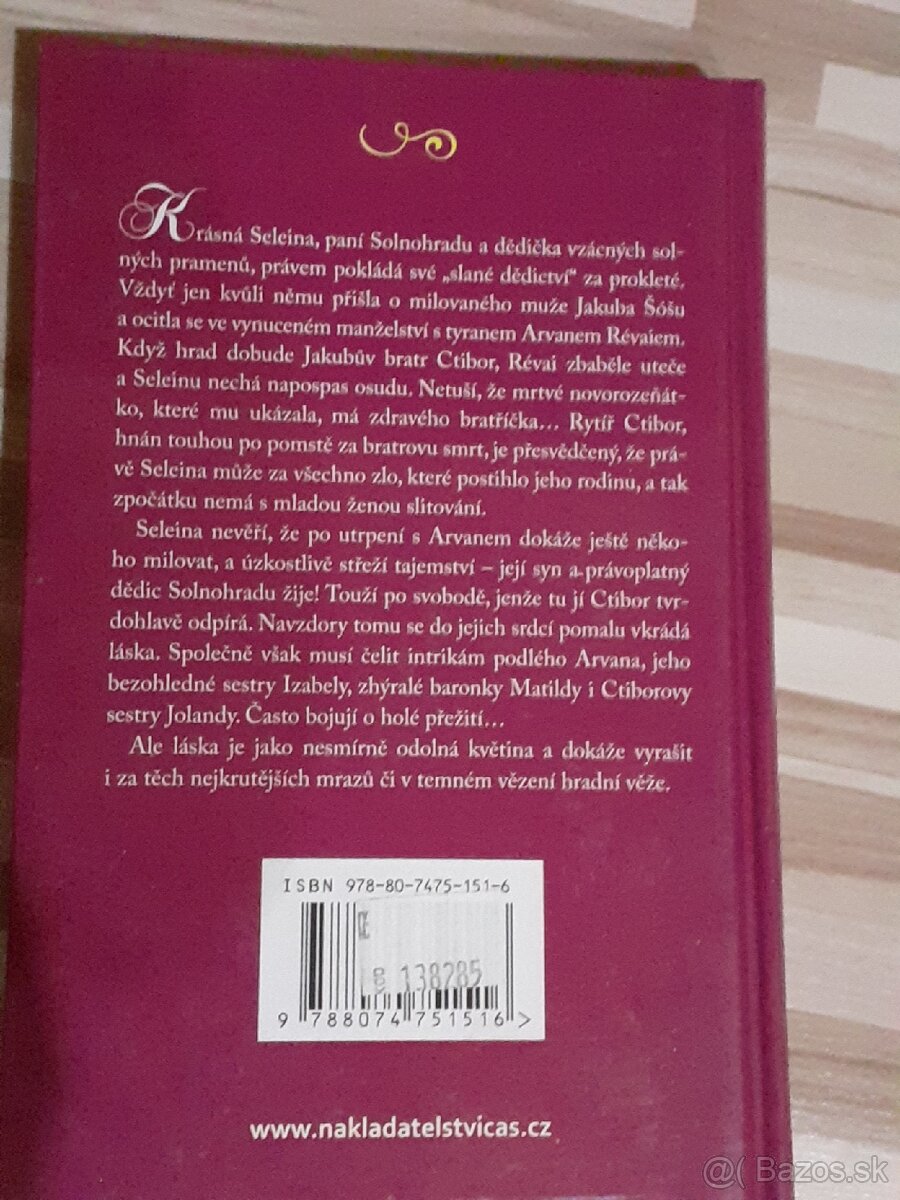 Krásná Seleina, paní Solnohradu a dědička vzácných sol-
ných pramenů, právem pokládá své „slané dědictví“ za prokleté.
Vždyť jen kvůli němu přišla o milovaného muže Jakuba Šóšu
a ocitla se ve vynuceném manželství s tyranem Arvanem Révaiem.
Když hrad dobude Jakubův bratr Ctibor, Révai zbaběle uteče
a Seleinu nechá napospas osudu. Netuší, že mrtvé novorozeňát-
ko, které mu ukázala, má zdravého bratříčka... Rytíř Ctibor,
hnán touhou po pomstě za bratrovu smrt, je přesvědčený, že prá-
vě Seleina může za všechno zlo, které postihlo jeho rodinu, a tak
zpočátku nemá s mladou ženou slitování.
Seleina nevěří, že po utrpení s Arvanem dokáže ještě něko-
ho milovat, a úzkostlivě střeží tajemství – její syn a právoplatný
dědic Solnohradu žije! Touží po svobodě, jenže tu jí Ctibor tvr-
dohlavě odpírá. Navzdory tomu se do jejich srdcí pomalu vkrádá
láska. Společně však musí čelit intrikám podlého Arvana, jeho
bezohledné sestry Izabely, zhýralé baronky Matildy i Ctiborovy
sestry Jolandy. Často bojují o holé přežití...
Ale láska je jako nesmírně odolná květina a dokáže vyrašit
i za těch nejkrutějších mrazů či v temném vězení hradní věže.
ISBN 978-80-7475-151-6
138285
9 788074 751516 >
www.nakladatelstvicas.cz
@( Bazos.sk